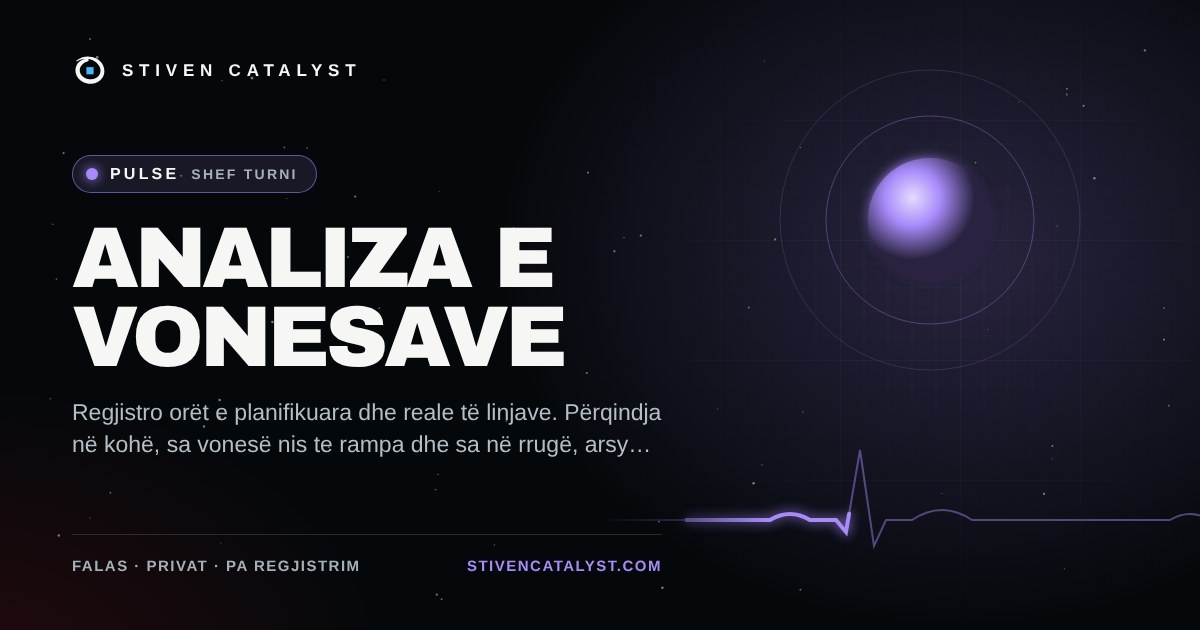 STIVEN CATALYST
PULSE · SHEF TURNI
ANALIZA E
VONESAVE
Regjistro orët e planifikuara dhe reale të linjave. Përqindja
në kohë, sa vonesë nis te rampa dhe sa në rrugë, arsy…
FALAS · PRIVAT · PA REGJISTRIM
STIVENCATALYST.COM